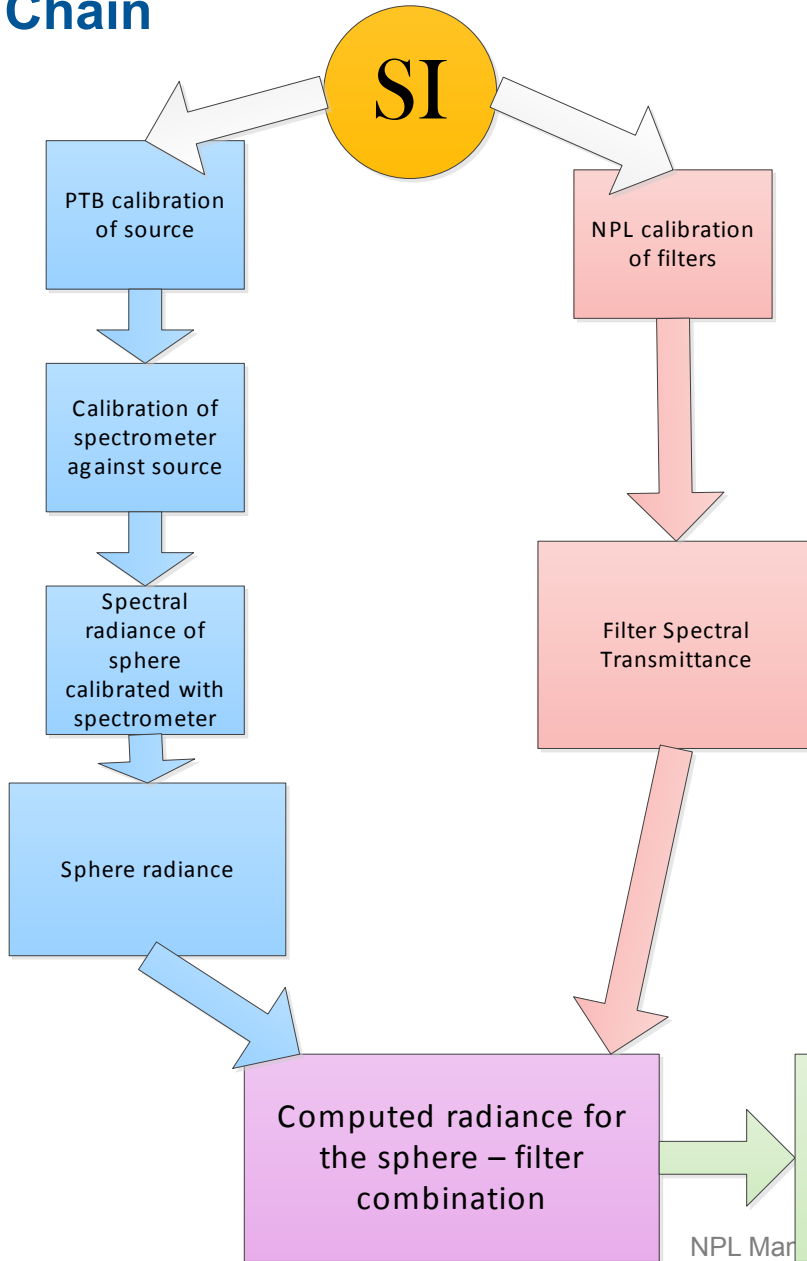 Chain
SI
PTB calibration
of source
NPL calibration
of filters
Calibration of
spectrometer
against source
Spectral
radiance of
sphere
calibrated with
spectrometer
Filter Spectral
Transmittance
Sphere radiance
Computed radiance for
the sphere – filter
combination
NPL